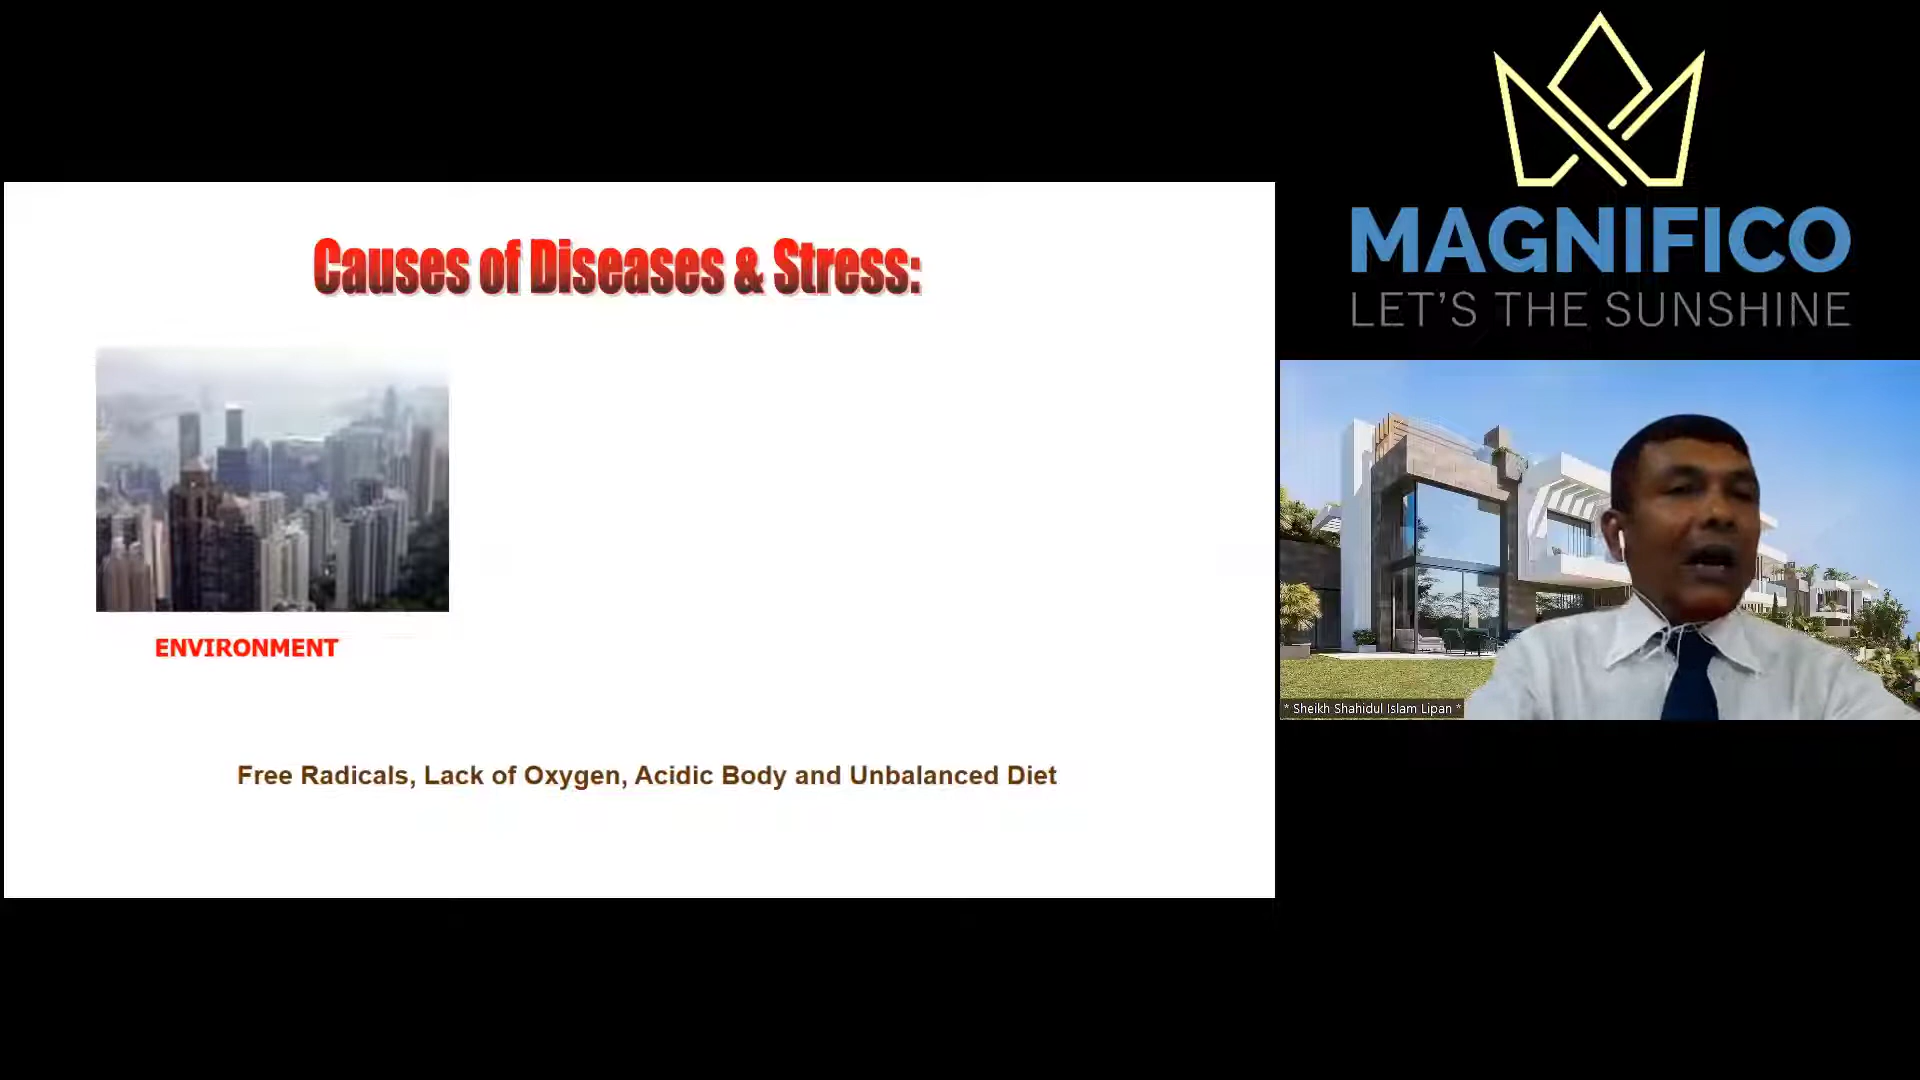 MAGNIFICO
LET'S THE SUNSHINE
Causes of Diseases & Stress:
ENVIRONMENT
Free Radicals, Lack of Oxygen, Acidic Body and Unbalanced Diet
* Sheikh Shahidul Islam Lipan *